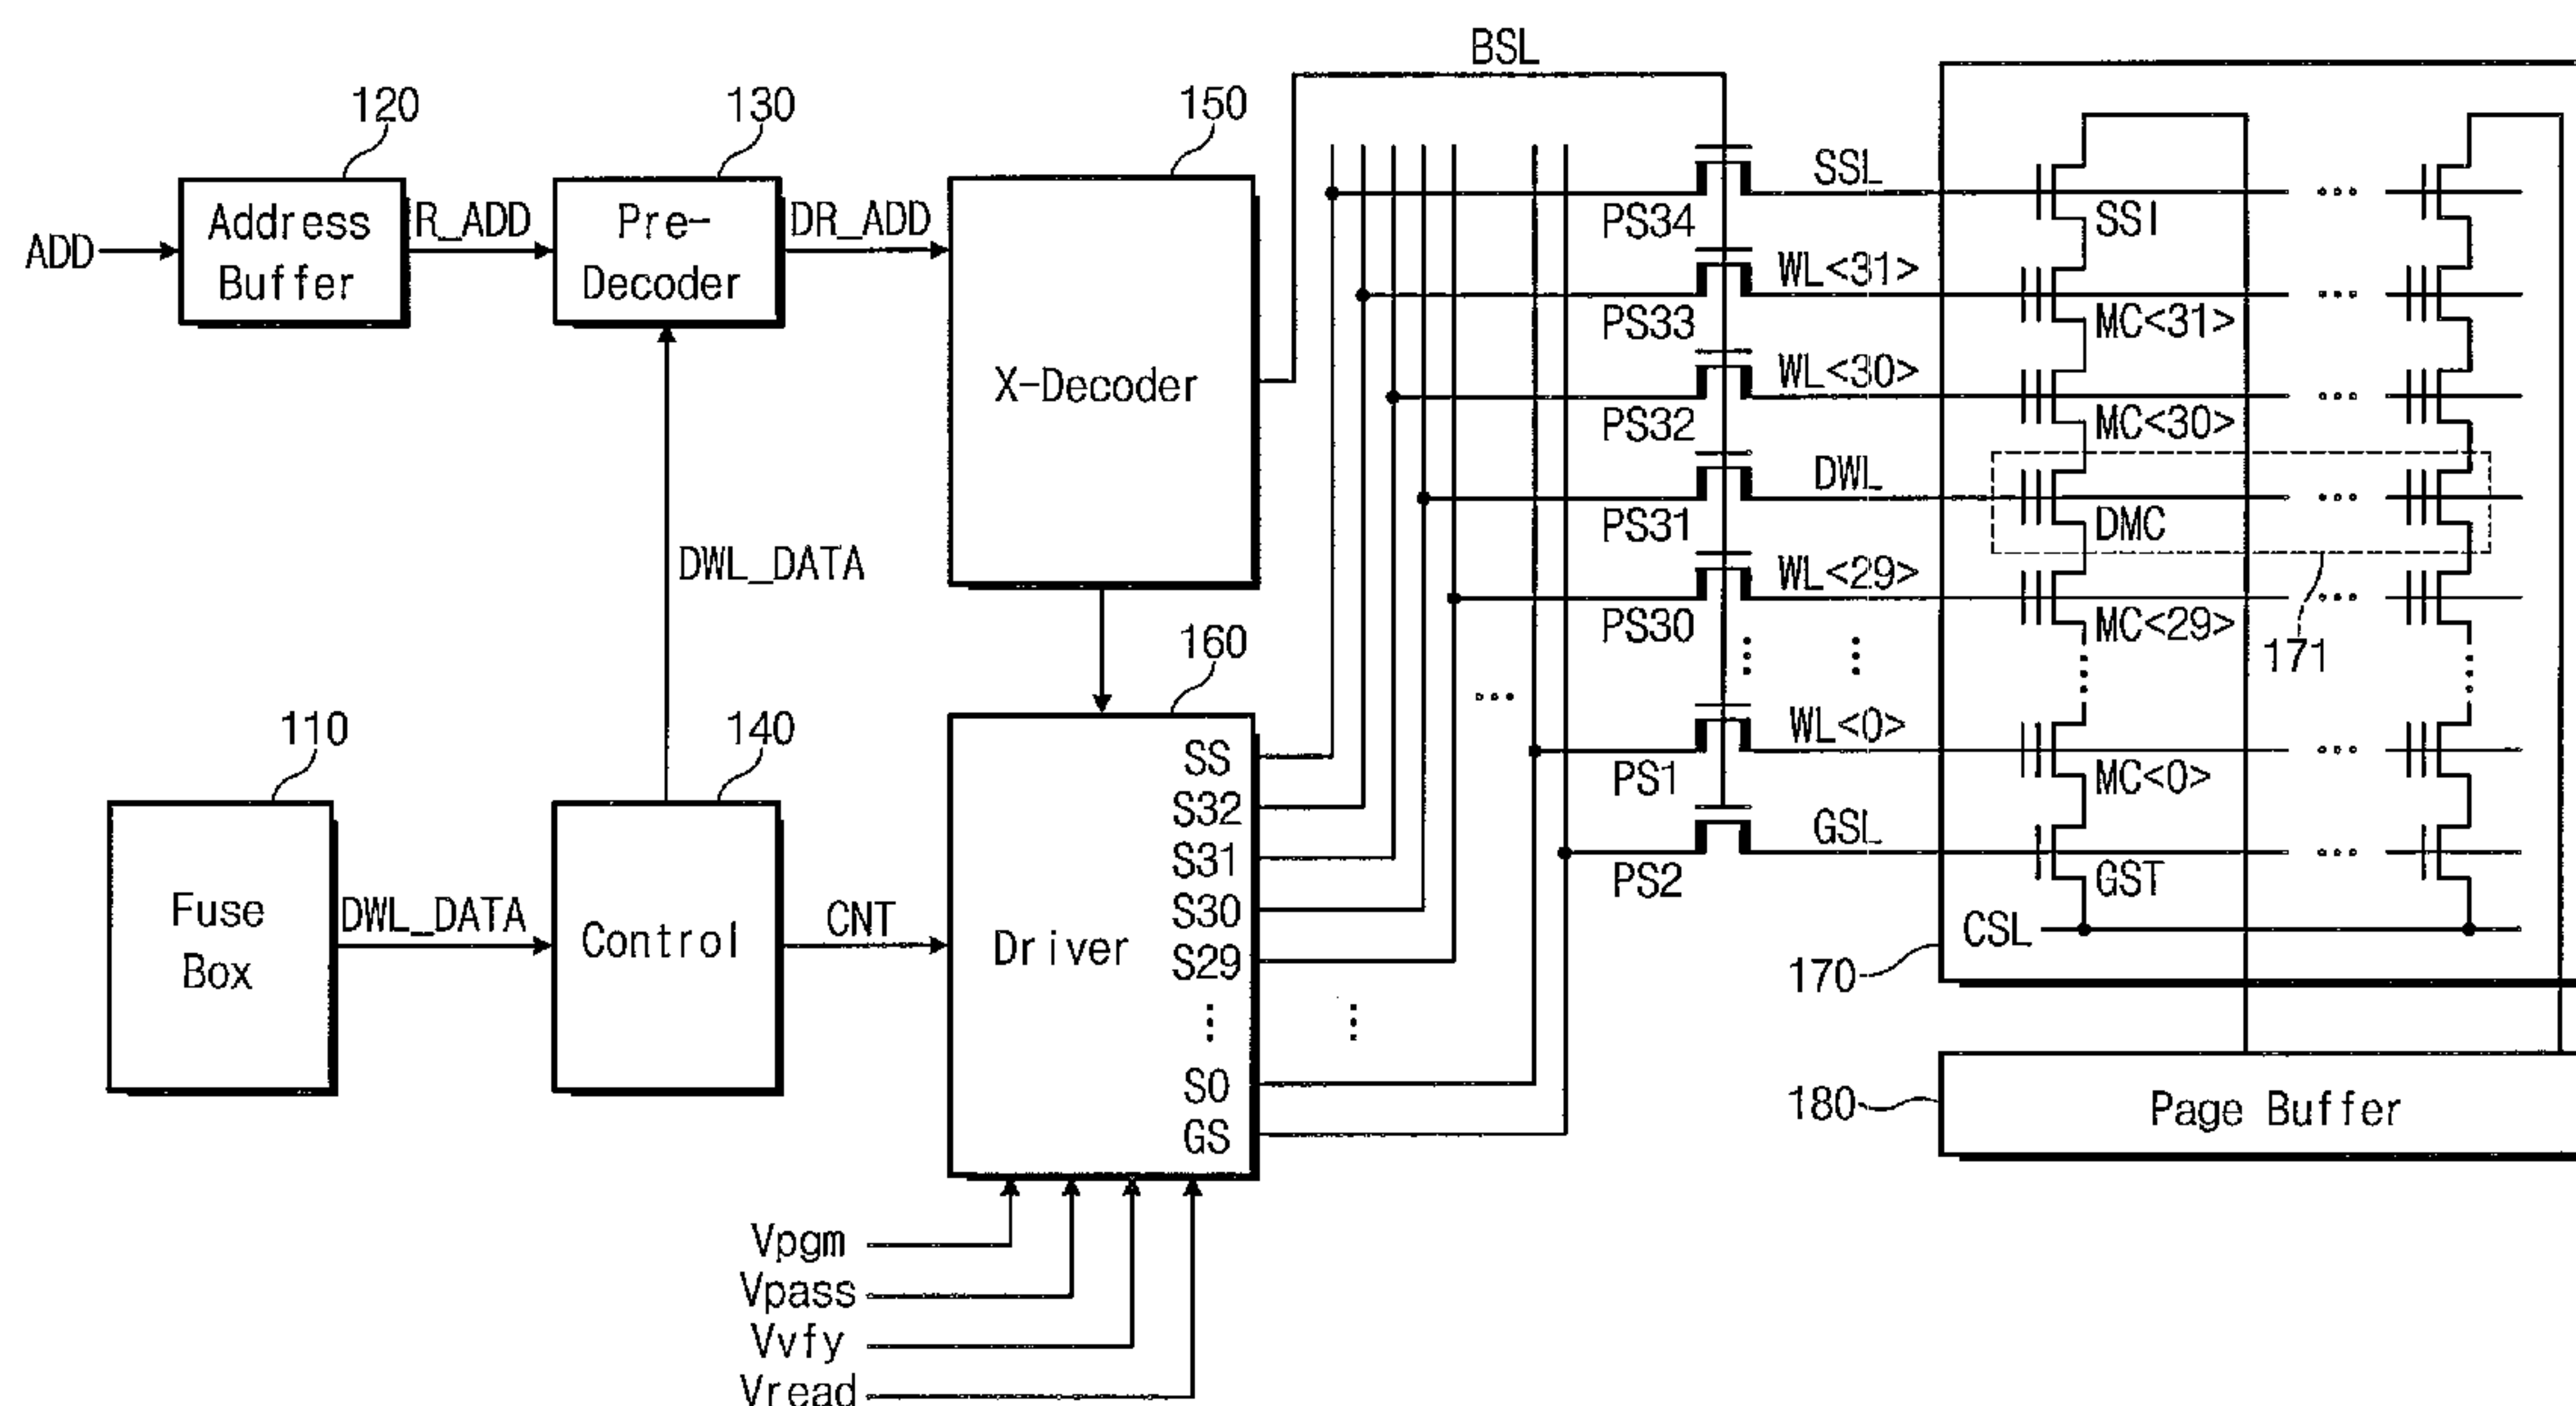 BSL
120
130
150
Address
Buffer
Pre-
Decoder
ADD
R_ADD
DR_ADD
X-Decoder
DWL_DATA
110
140
160
Fuse
Box
DWL_DATA
Control
CNT
Driver
SS
S32
S31
S30
S29
S0
GS
Vpgm
Vpass
Vvfy
Vread
PS34
PS33
PS32
PS31
PS30
PS1
PS2
SSL
WL<31>
WL<30>
DWL
WL<29>
WL<0>
GSL
SSI
MC<31>
MC<30>
DMC
MC<29>
171
MC<0>
GST
CSL
170
180
Page Buffer